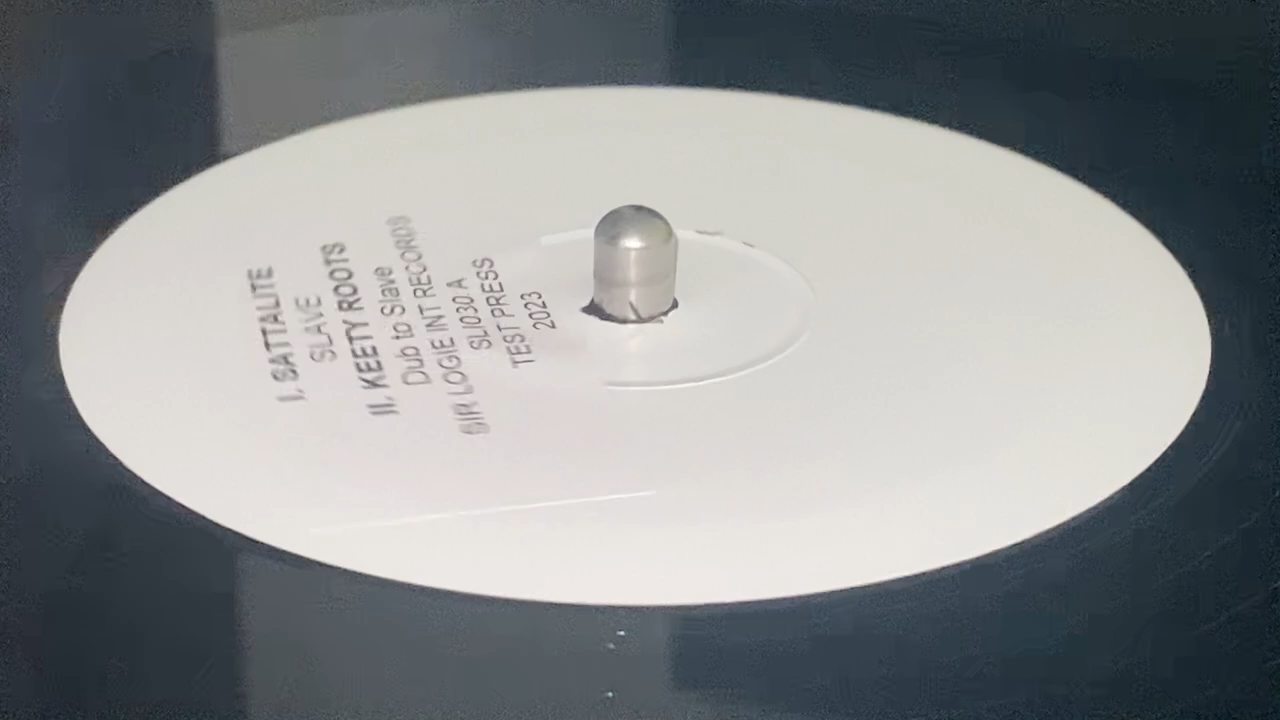 I. SATTALITE
SLAVE
II. KEETY ROOTS
Dub to Slave
SIR LOGIE INT RECORDS
SLI030 A
TEST PRESS
2023